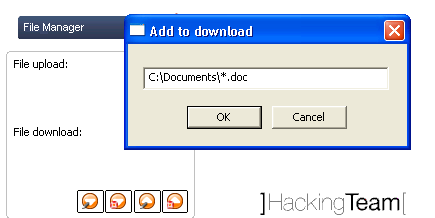 File Manager
Add to download
File upload:
C:\Documents\*.doc
OK
Cancel
File download:
]HackingTeam[